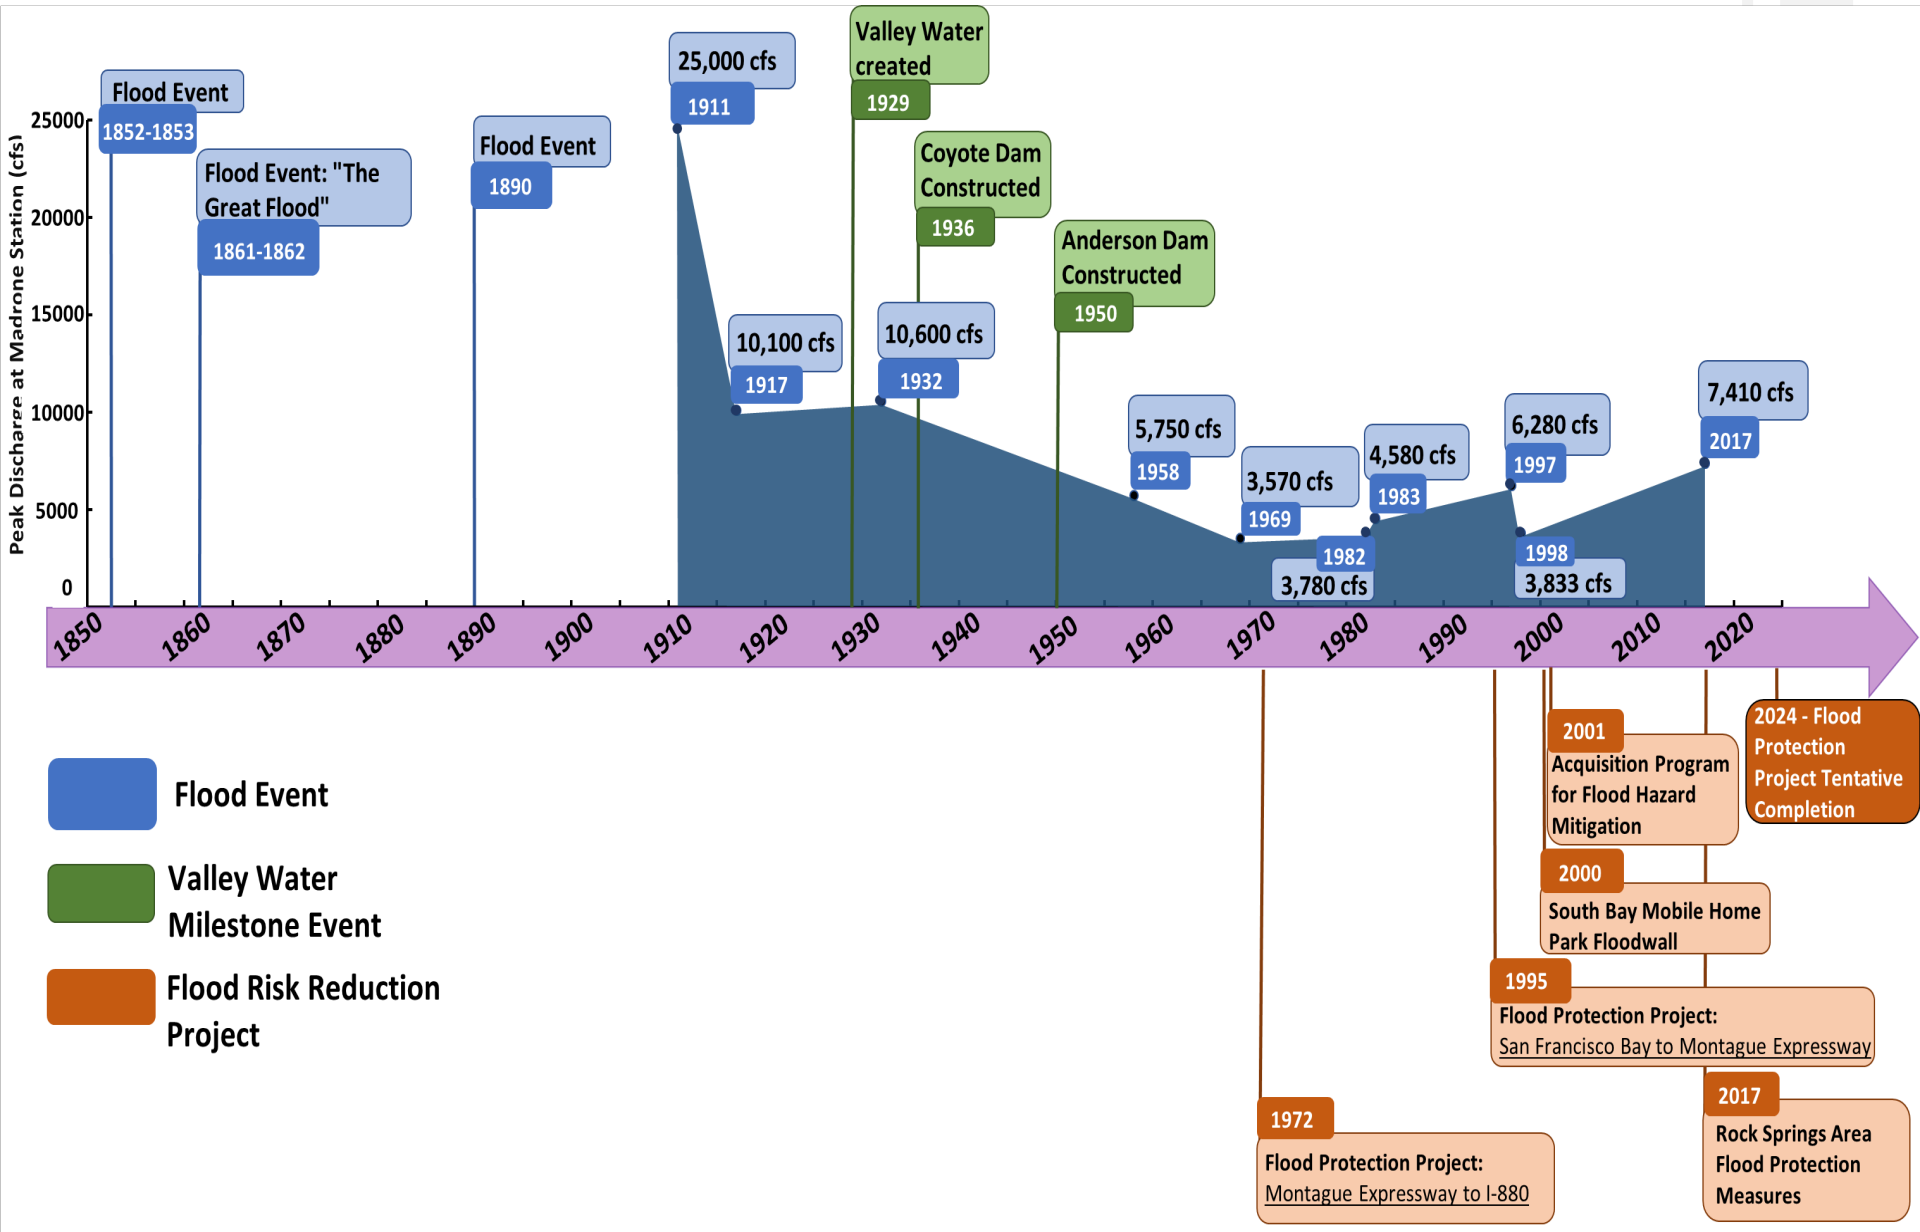 Peak Discharge at Madrone Station (cfs)
25000
20000
15000
10000
5000
0
Flood Event
1852-1853
Flood Event: "The
Great Flood"
1861-1862
Flood Event
1890
25,000 cfs
1911
10,100 cfs
1917
Valley Water
created
1929
10,600 cfs
1932
Coyote Dam
Constructed
1936
Anderson Dam
Constructed
1950
5,750 cfs
1958
3,570 cfs
1969
1982
3,780 cfs
4,580 cfs
1983
6,280 cfs
1997
1998
3,833 cfs
7,410 cfs
2017
1850
1860
1870
1880
1890
1900
1910
1920
1930
1940
1950
1960
1970
1980
1990
2000
2010
2020
Flood Event
Valley Water
Milestone Event
Flood Risk Reduction
Project
2001
Acquisition Program
for Flood Hazard
Mitigation
2024 - Flood
Protection
Project Tentative
Completion
2000
South Bay Mobile Home
Park Floodwall
1995
Flood Protection Project:
San Francisco Bay to Montague Expressway
2017
Rock Springs Area
Flood Protection
Measures
1972
Flood Protection Project:
Montague Expressway to I-880